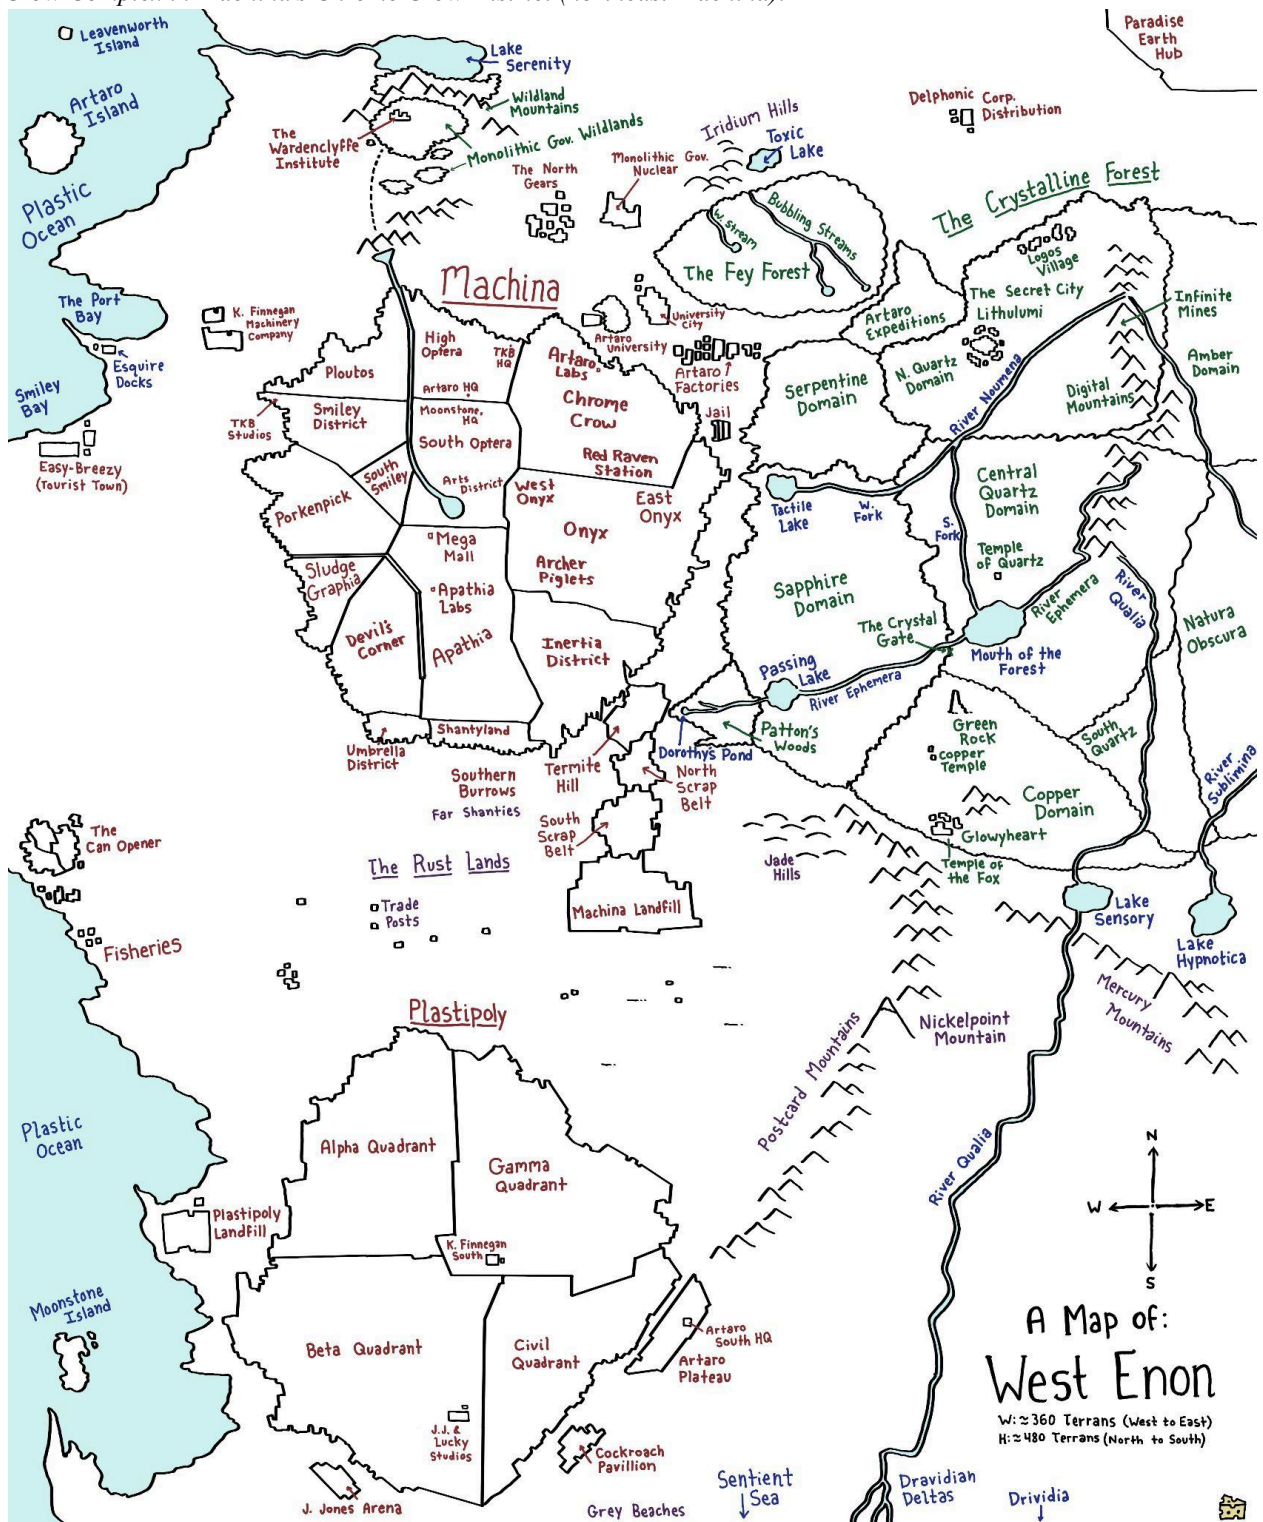 Leavenworth
Island
Artaro
Island
Plastic
Ocean
Lake
Serenity
Wildland
Mountains
The
Wardenclyffe
Institute
Monolithic Gov. Wildlands
The North
Gears
Monolithic Gov.
Nuclear
Iridium Hills
Toxic
Lake
Delphonic Corp.
Distribution
Paradise
Earth
Hub
The Crystalline Forest
W. Stream
Bubbling Streams
The Fey Forest
Logos
Village
The Secret City
Lithulumi
Infinite
Mines
Artaro
Expeditions
N. Quartz
Domain
Serpentine
Domain
River Noumena
Digital
Mountains
Amber
Domain
The Port
Bay
Esquire
Docks
Smiley
Bay
Easy-Breezy
(Tourist Town)
K. Finnegan
Machinery
Company
Machina
University
City
Artaro
University
Artaro
Factories
Jail
High
Optera
TKB
HQ
Artaro
Labs
Ploutos
Artaro HQ
Chrome
Crow
TKB
Studios
Smiley
District
Moonstone
HQ
South Optera
Red Raven
Station
South
Smiley
Arts
District
West
Onyx
East
Onyx
Porkenpick
Onyx
Mega
Mall
Archer
Piglets
Sludge
Graphia
Apathia
Labs
Devil's
Corner
Apathia
Inertia
District
Umbrella
District
Shantyland
Southern
Burrows
Termite
Hill
Far Shanties
North
Scrap
Belt
South
Scrap
Belt
Machina Landfill
Tactile
Lake
W.
Fork
S.
Fork
Central
Quartz
Domain
Temple
of Quartz
Sapphire
Domain
The Crystal
Gate
River
Ephemera
River
Qualia
Natura
Obscura
Mouth of the
Forest
Passing
Lake
River Ephemera
Dorothy's Pond
Patton's
Woods
Green
Rock
Copper
Temple
South
Quartz
River
Sublimina
Copper
Domain
Glowyheart
Temple of
the Fox
Jade
Hills
Lake
Sensory
Lake
Hypnotica
Mercury
Mountains
Nickelpoint
Mountain
Postcard Mountains
River Qualia
The
Can Opener
The Rust Lands
Trade
Posts
Fisheries
Plastipoly
Plastic
Ocean
Alpha Quadrant
Gamma
Quadrant
Plastipoly
Landfill
K. Finnegan
South
Moonstone
Island
Beta Quadrant
Civil
Quadrant
Artaro
South HQ
Artaro
Plateau
J.J. &
Lucky
Studios
Cockroach
Pavillion
J. Jones Arena
Grey Beaches
Sentient
Sea
Dravidian
Deltas
Drividia
N
W
E
S
A Map of:
West Enon
W: ≈360 Terrans (West to East)
H: ≈480 Terrans (North to South)